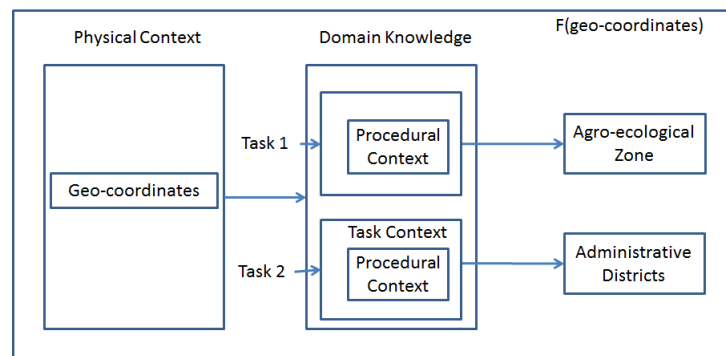 F(geo-coordinates)
Physical Context
Domain Knowledge
Task 1
Procedural
Context
Agro-ecological
Zone
Geo-coordinates
Task Context
Task 2
Procedural
Context
Administrative
Districts